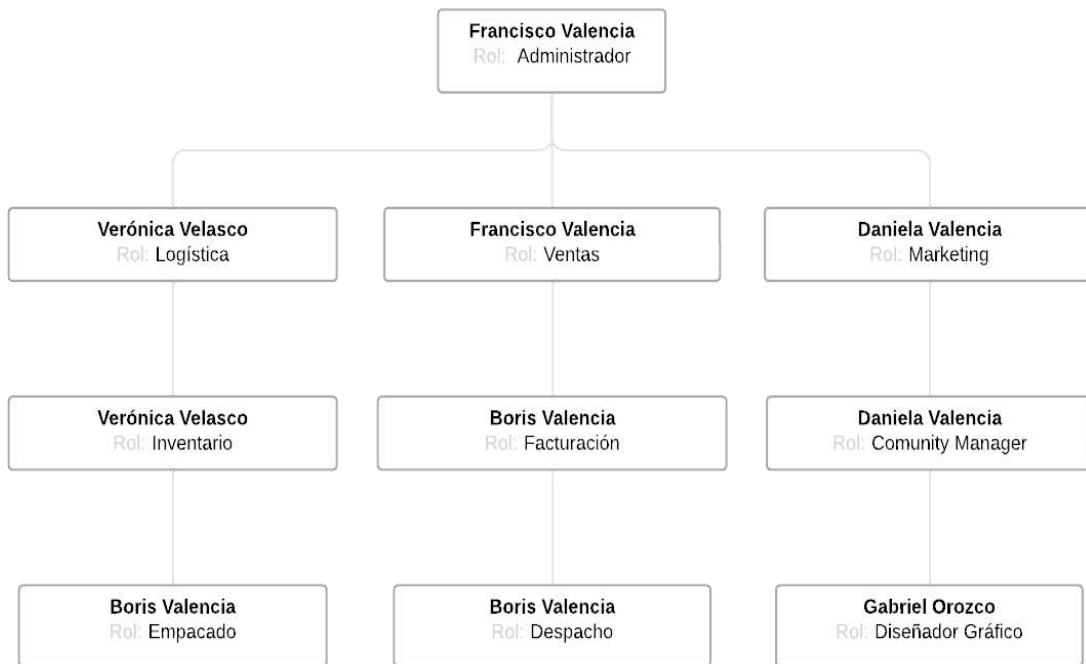 Francisco Valencia
Rol: Administrador
Verónica Velasco
Rol: Logística
Francisco Valencia
Rol: Ventas
Daniela Valencia
Rol: Marketing
Verónica Velasco
Rol: Inventario
Boris Valencia
Rol: Facturación
Daniela Valencia
Rol: Comunity Manager
Boris Valencia
Rol: Empacado
Boris Valencia
Rol: Despacho
Gabriel Orozco
Rol: Diseñador Gráfico